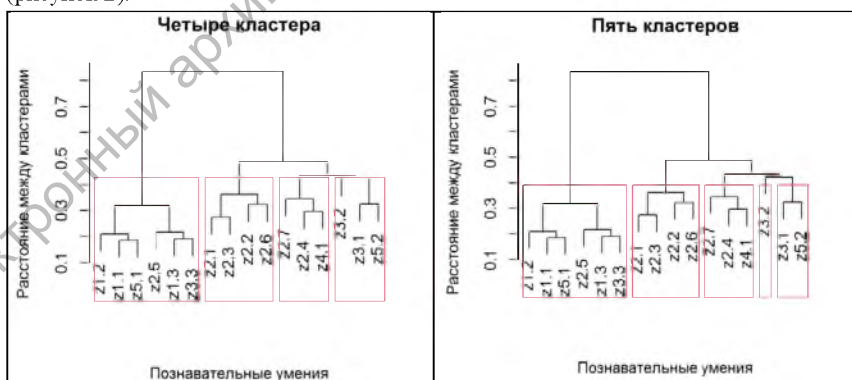 Четыре кластера
Расстояние между кластерами
0.1 0.3 0.5 0.7
z1.2 z1.1 z5.1 z2.5 z1.3 z3.3 z2.1 z2.3 z2.2 z2.6 z2.7 z2.4 z4.1 z3.2 z3.1 z5.2
Познавательные умения
Пять кластеров
Расстояние между кластерами
0.1 0.3 0.5 0.7
z1.2 z1.1 z5.1 z2.5 z1.3 z3.3 z2.1 z2.3 z2.2 z2.6 z2.7 z2.4 z4.1 z3.2 z3.1 z5.2
Познавательные умения